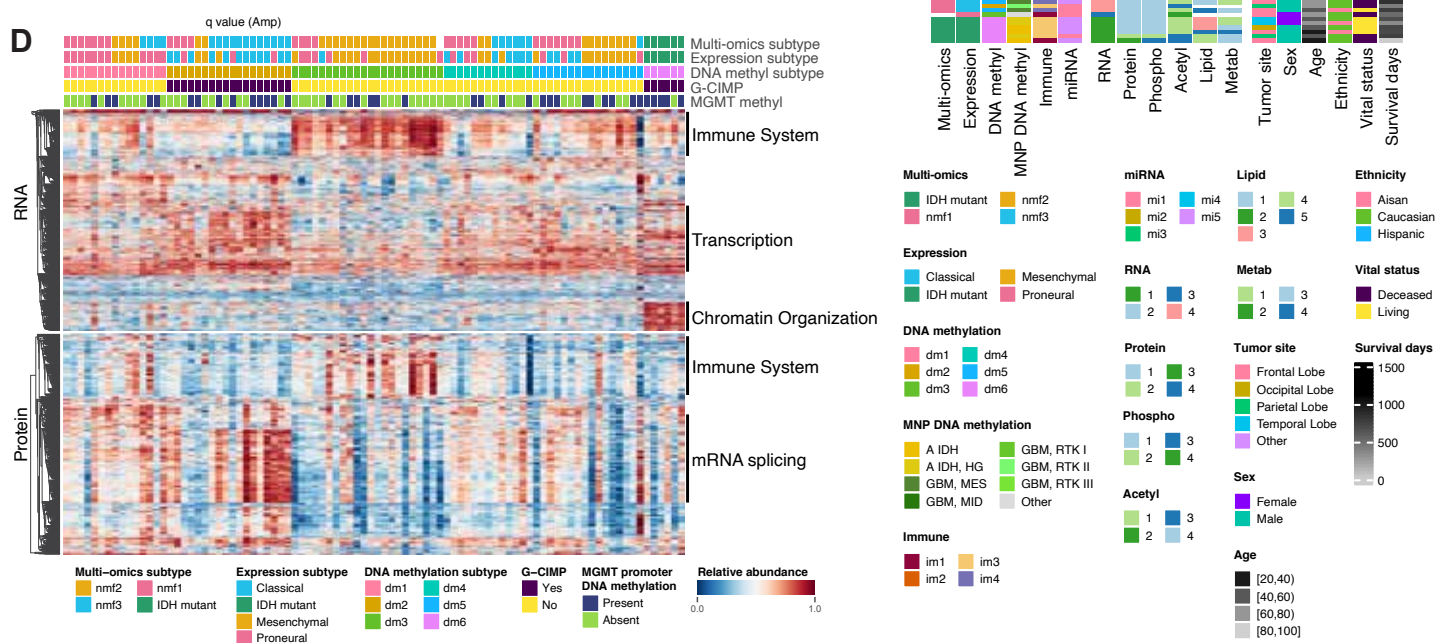 q value (Amp)
D
Multi-omics subtype
Expression subtype
DNA methyl subtype
G-CIMP
MGMT methyl
RNA
Immune System
Transcription
Chromatin Organization
Protein
Immune System
mRNA splicing
Multi−omics subtype
nmf2
nmf1
nmf3
IDH mutant
Expression subtype
Classical
IDH mutant
Mesenchymal
Proneural
DNA methylation subtype
dm1
dm4
dm2
dm5
dm3
dm6
G−CIMP
Yes
No
MGMT promoter
DNA methylation
Present
Absent
Relative abundance
0.0
1.0
Multi-omics
Expression
DNA methyl
MNP DNA methyl
Immune
miRNA
RNA
Protein
Phospho
Acetyl
Lipid
Metab
Tumor site
Sex
Age
Ethnicity
Vital status
Survival days
Multi-omics
IDH mutant
nmf2
nmf1
nmf3
Expression
Classical
Mesenchymal
IDH mutant
Proneural
DNA methylation
dm1
dm4
dm2
dm5
dm3
dm6
MNP DNA methylation
A IDH
GBM, RTK I
A IDH, HG
GBM, RTK II
GBM, MES
GBM, RTK III
GBM, MID
Other
Immune
im1
im3
im2
im4
miRNA
mi1
mi4
mi2
mi5
mi3
RNA
1
3
2
4
Protein
1
3
2
4
Phospho
1
3
2
4
Acetyl
1
3
2
4
Lipid
1
4
2
5
3
Metab
1
3
2
4
Tumor site
Frontal Lobe
Occipital Lobe
Parietal Lobe
Temporal Lobe
Other
Sex
Female
Male
Age
[20,40)
[40,60)
[60,80)
[80,100]
Ethnicity
Aisan
Caucasian
Hispanic
Vital status
Deceased
Living
Survival days
1500
1000
500
0